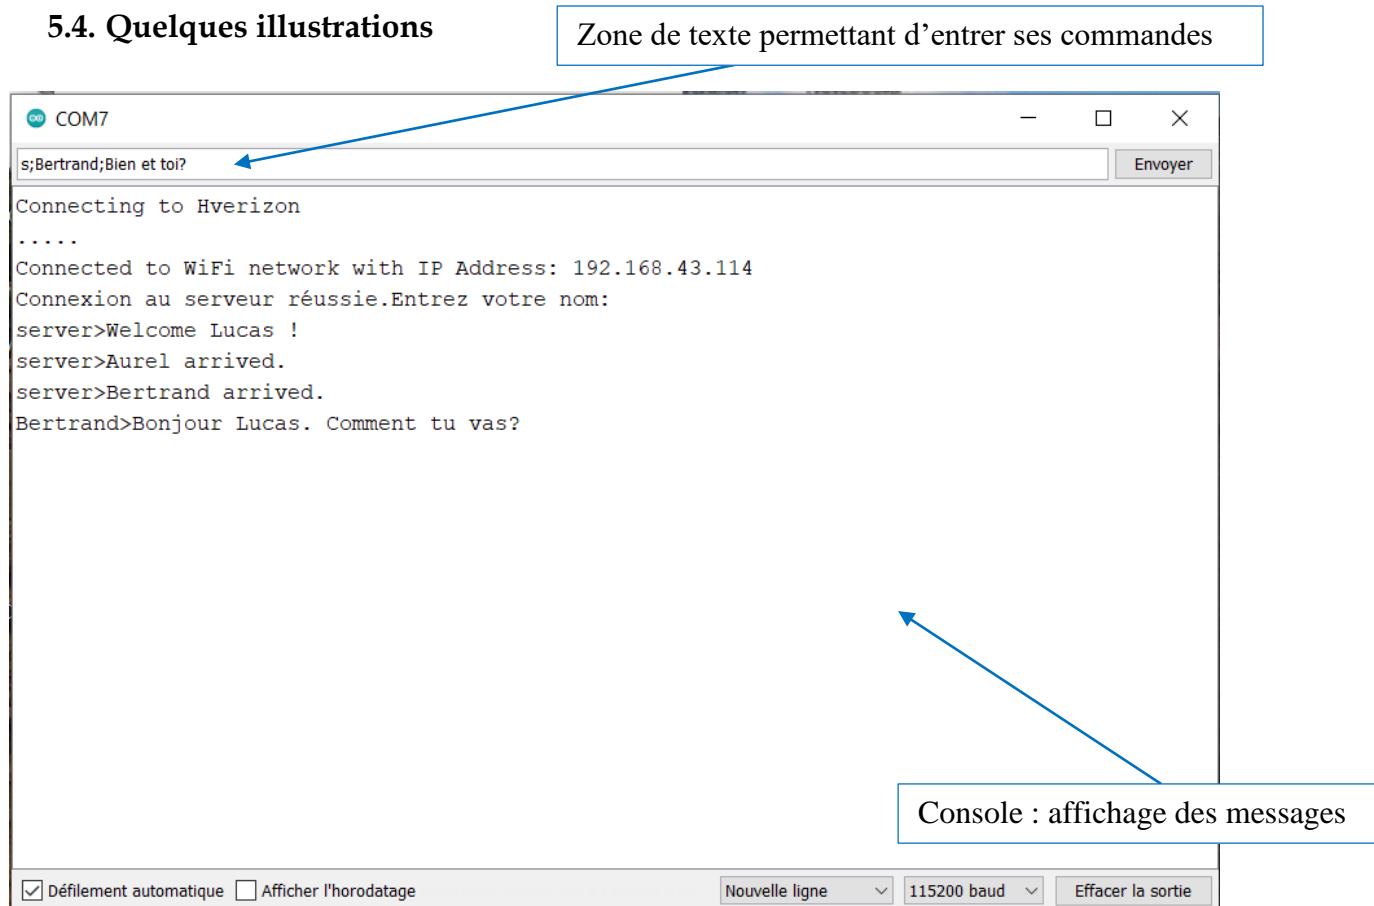 5.4. Quelques illustrations
Zone de texte permettant d’entrer ses commandes
COM7
s;Bertrand;Bien et toi?
Envoyer
Connecting to Hverizon
.....
Connected to WiFi network with IP Address: 192.168.43.114
Connexion au serveur réussie.Entrez votre nom:
server>Welcome Lucas !
server>Aurel arrived.
server>Bertrand arrived.
Bertrand>Bonjour Lucas. Comment tu vas?
Console : affichage des messages
Défilement automatique Afficher l'horodatage Nouvelle ligne 115200 baud Effacer la sortie